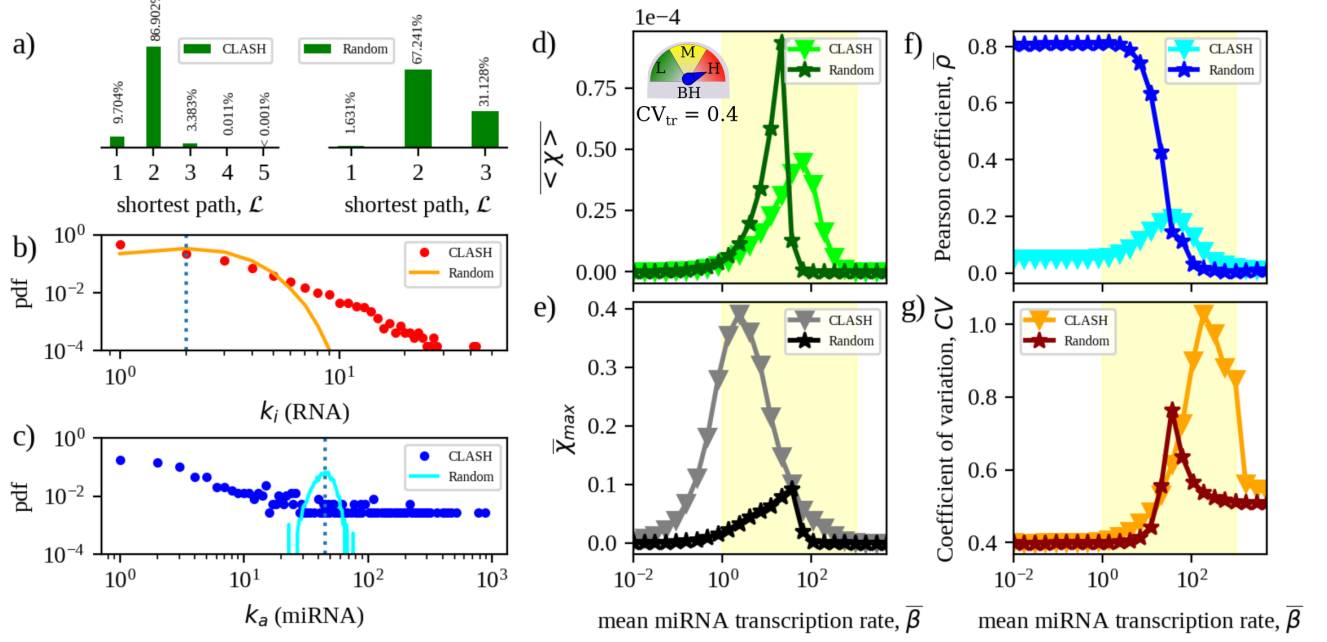 a)
9.704%
86.902%
3.383%
0.011%
< 0.001%
CLASH
1 2 3 4 5
shortest path, ℒ
1.631%
67.241%
31.128%
Random
1 2 3
shortest path, ℒ
b)
pdf
10⁰
10⁻²
10⁻⁴
CLASH
Random
10⁰ 10¹
kᵢ (RNA)
c)
pdf
10⁰
10⁻²
10⁻⁴
CLASH
Random
10⁰ 10¹ 10² 10³
kₐ (miRNA)
d)
1e−4
<χ>
0.75
0.50
0.25
0.00
L M H
BH
CV_tr = 0.4
CLASH
Random
e)
χ̅_max
0.4
0.3
0.2
0.1
0.0
CLASH
Random
10⁻² 10⁰ 10²
mean miRNA transcription rate, β̅
f)
Pearson coefficient, ρ̅
0.8
0.6
0.4
0.2
0.0
CLASH
Random
g)
Coefficient of variation, CV
1.0
0.8
0.6
0.4
CLASH
Random
10⁻² 10⁰ 10²
mean miRNA transcription rate, β̅